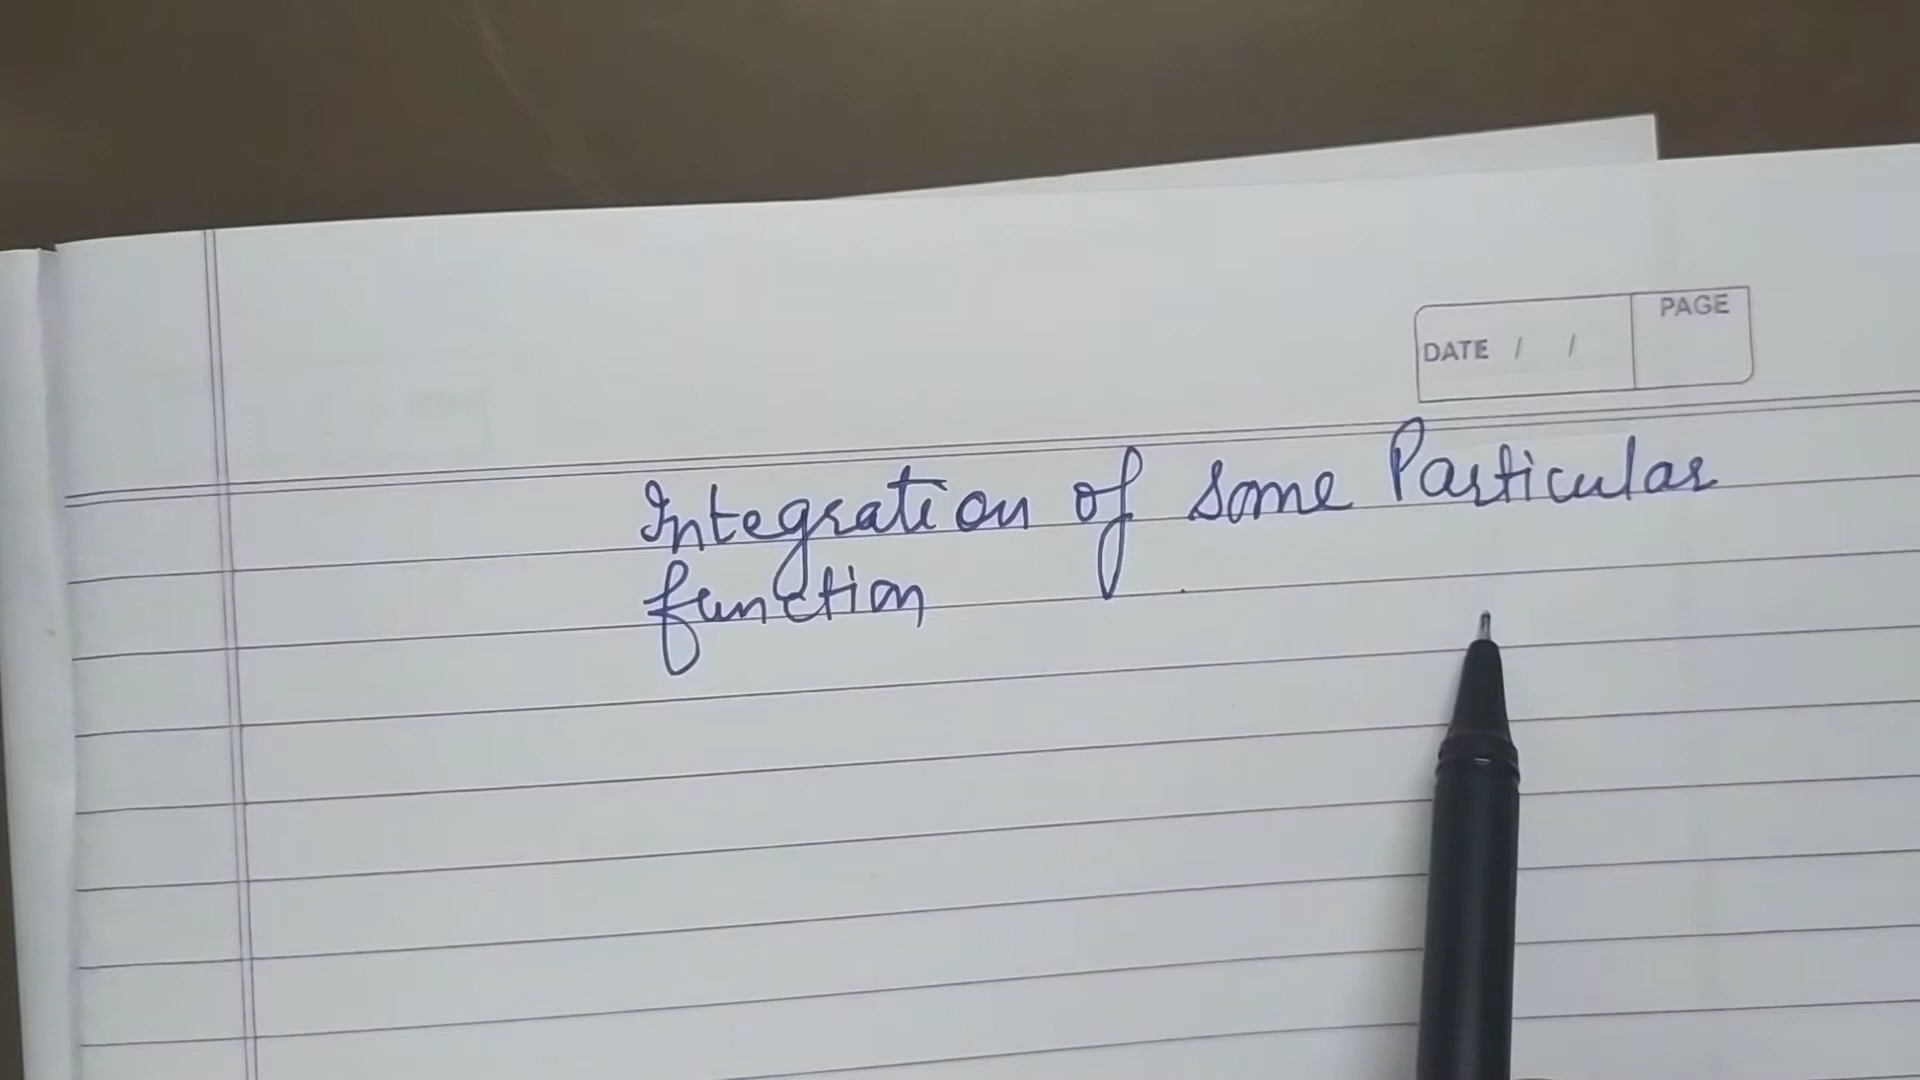 PAGE
DATE / /
Integration of some Particular
function